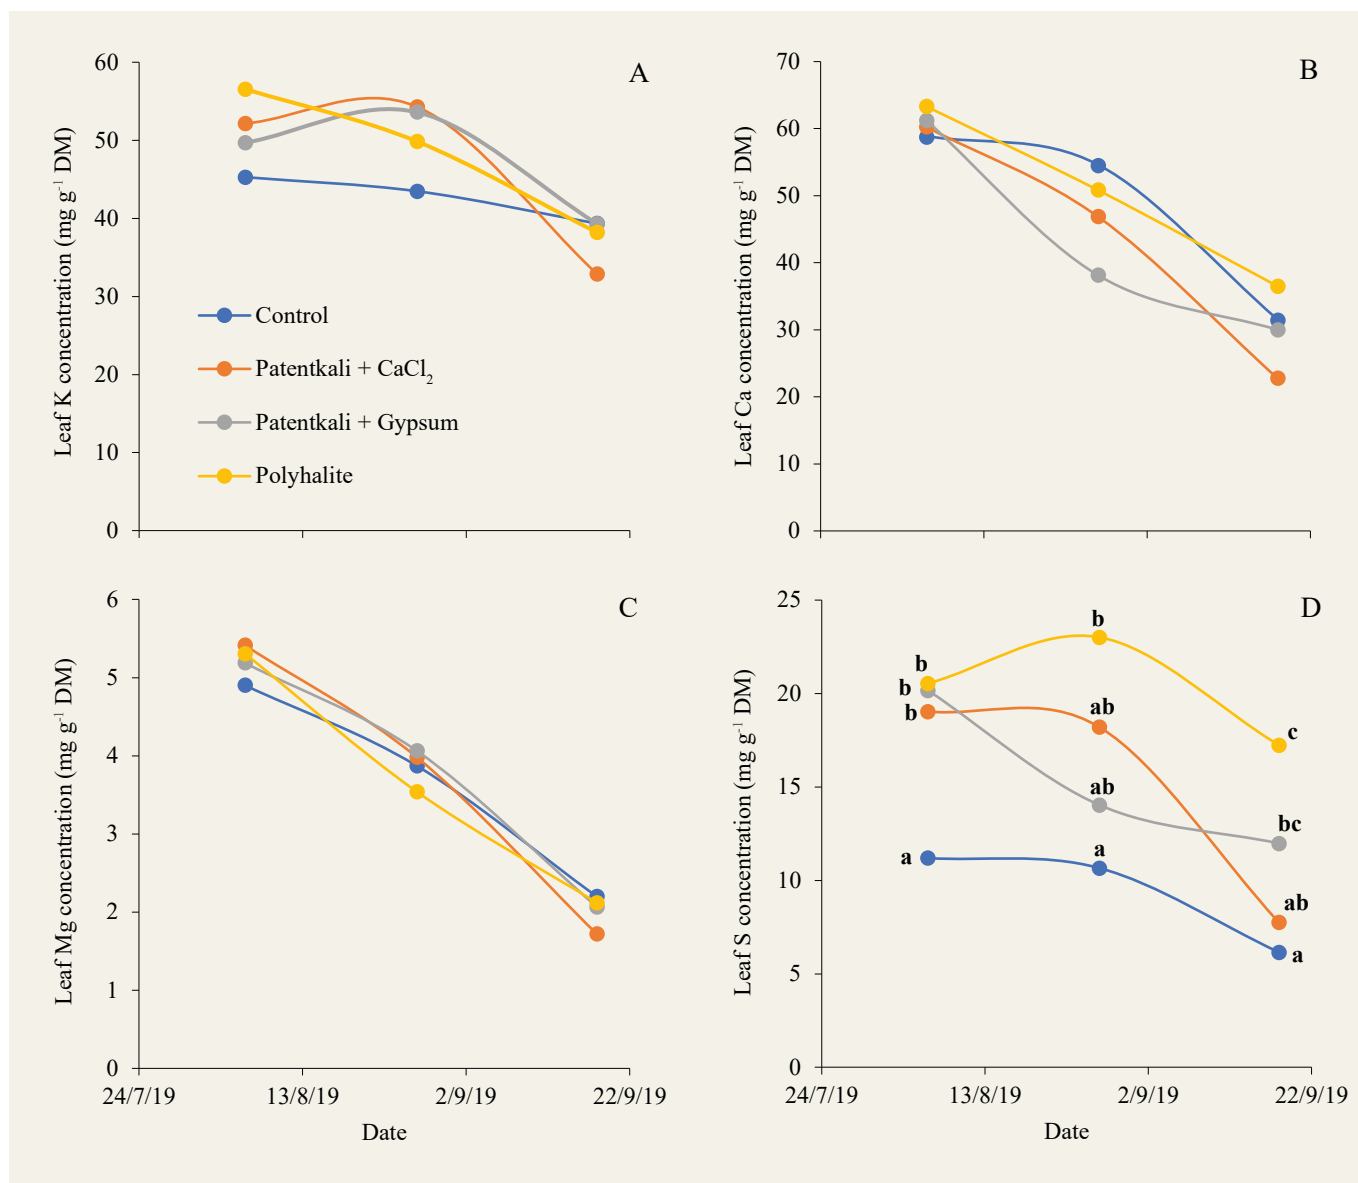 A
Leaf K concentration (mg g-1 DM)
60
50
40
30
20
10
0
Control
Patentkali + CaCl2
Patentkali + Gypsum
Polyhalite
B
Leaf Ca concentration (mg g-1 DM)
70
60
50
40
30
20
10
0
C
Leaf Mg concentration (mg g-1 DM)
6
5
4
3
2
1
0
24/7/19 13/8/19 2/9/19 22/9/19
Date
D
Leaf S concentration (mg g-1 DM)
25
20
15
10
5
0
b
b
b
a
b
ab
ab
a
c
bc
ab
a
24/7/19 13/8/19 2/9/19 22/9/19
Date